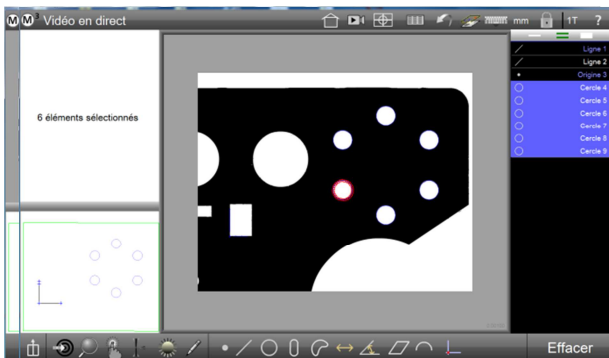 M M³ Vidéo en direct
mm 1T ?
6 éléments sélectionnés
Ligne 1
Ligne 2
Origine 3
Cercle 4
Cercle 5
Cercle 6
Cercle 7
Cercle 8
Cercle 9
Effacer